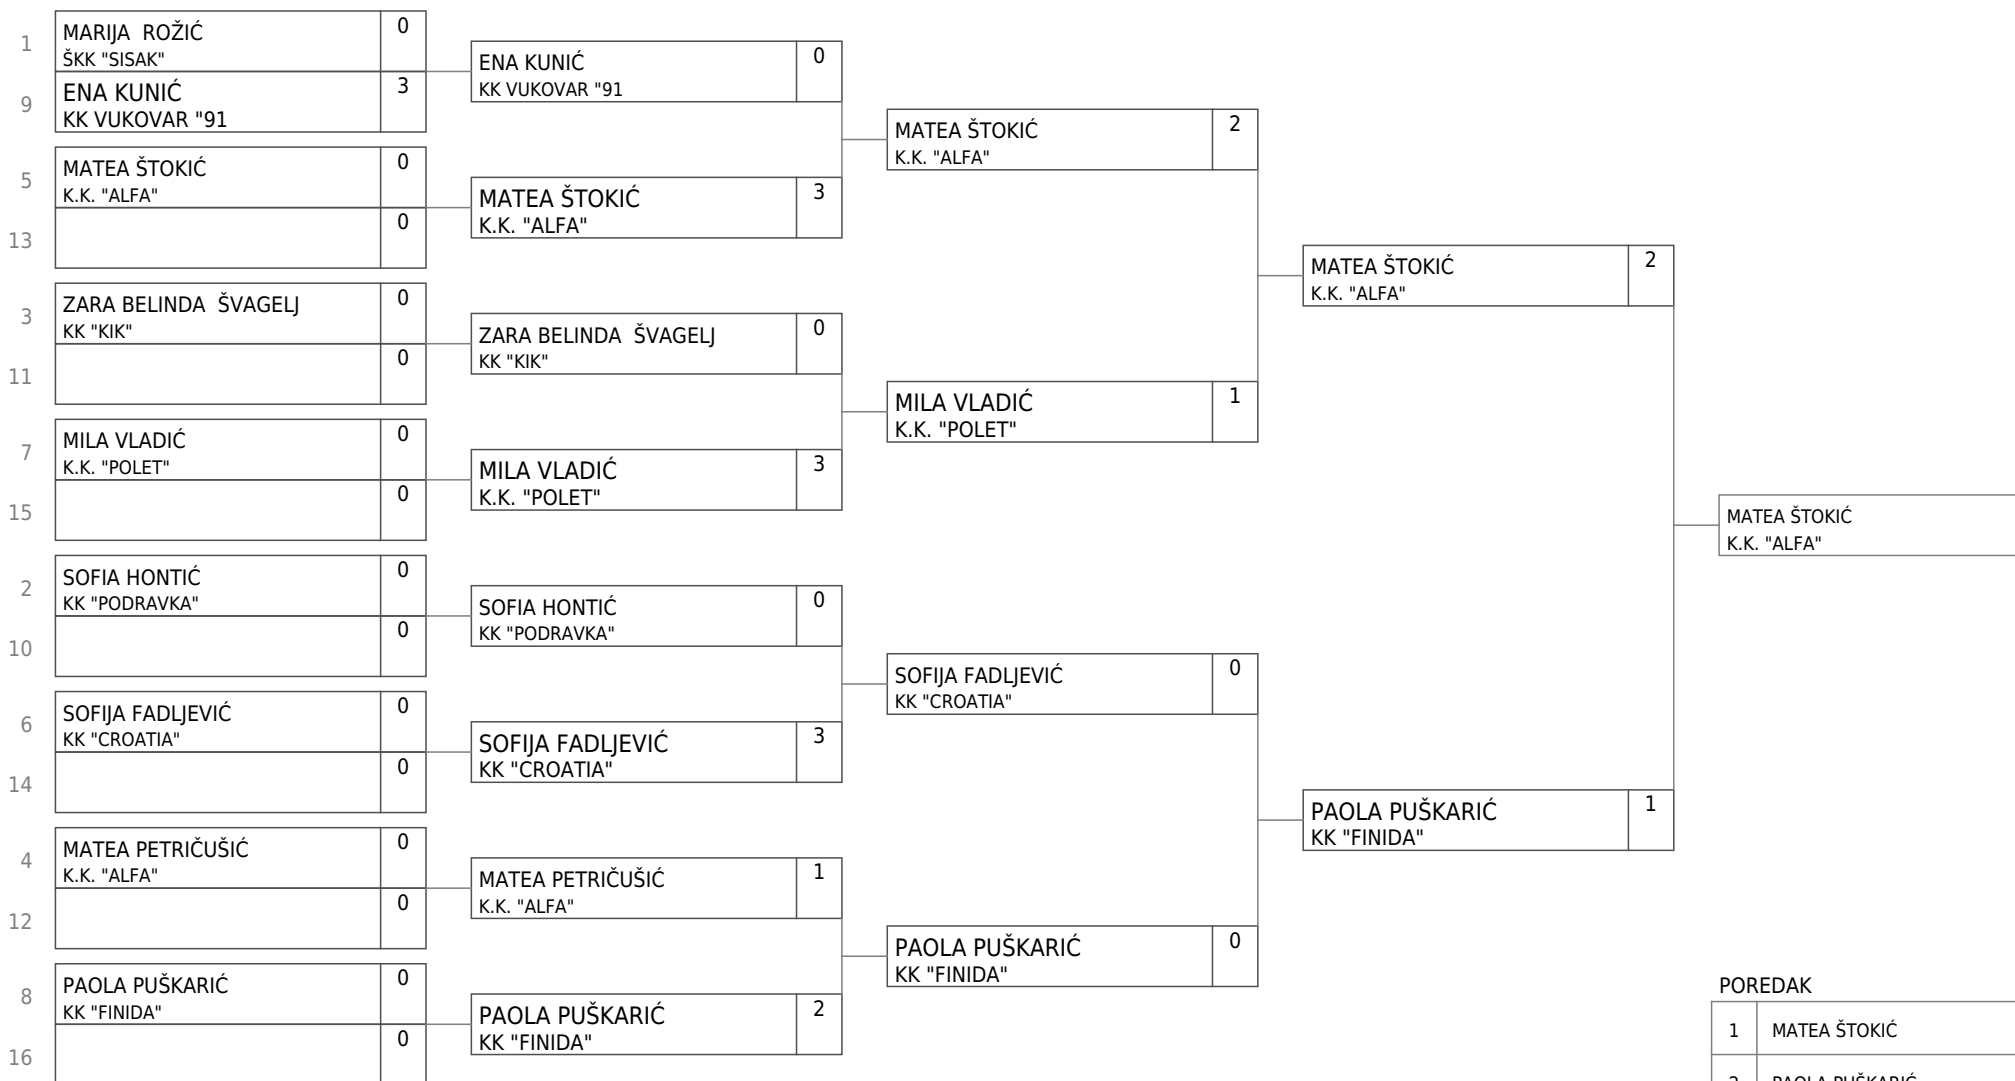 1
MARIJA  ROŽIĆ
0
ŠKK "SISAK"
9
ENA KUNIĆ
3
KK VUKOVAR "91
5
MATEA ŠTOKIĆ
0
K.K. "ALFA"
13
0
3
ZARA BELINDA  ŠVAGELJ
0
KK "KIK"
11
0
7
MILA VLADIĆ
0
K.K. "POLET"
15
0
2
SOFIA HONTIĆ
0
KK "PODRAVKA"
10
0
6
SOFIJA FADLJEVIĆ
0
KK "CROATIA"
14
0
4
MATEA PETRIČUŠIĆ
0
K.K. "ALFA"
12
0
8
PAOLA PUŠKARIĆ
0
KK "FINIDA"
16
0
ENA KUNIĆ
0
KK VUKOVAR "91
MATEA ŠTOKIĆ
3
K.K. "ALFA"
ZARA BELINDA  ŠVAGELJ
0
KK "KIK"
MILA VLADIĆ
3
K.K. "POLET"
SOFIA HONTIĆ
0
KK "PODRAVKA"
SOFIJA FADLJEVIĆ
3
KK "CROATIA"
MATEA PETRIČUŠIĆ
1
K.K. "ALFA"
PAOLA PUŠKARIĆ
2
KK "FINIDA"
MATEA ŠTOKIĆ
2
K.K. "ALFA"
MILA VLADIĆ
1
K.K. "POLET"
SOFIJA FADLJEVIĆ
0
KK "CROATIA"
PAOLA PUŠKARIĆ
0
KK "FINIDA"
MATEA ŠTOKIĆ
2
K.K. "ALFA"
PAOLA PUŠKARIĆ
1
KK "FINIDA"
MATEA ŠTOKIĆ
K.K. "ALFA"
POREDAK
1 MATEA ŠTOKIĆ
2 PAOLA PUŠKARIĆ